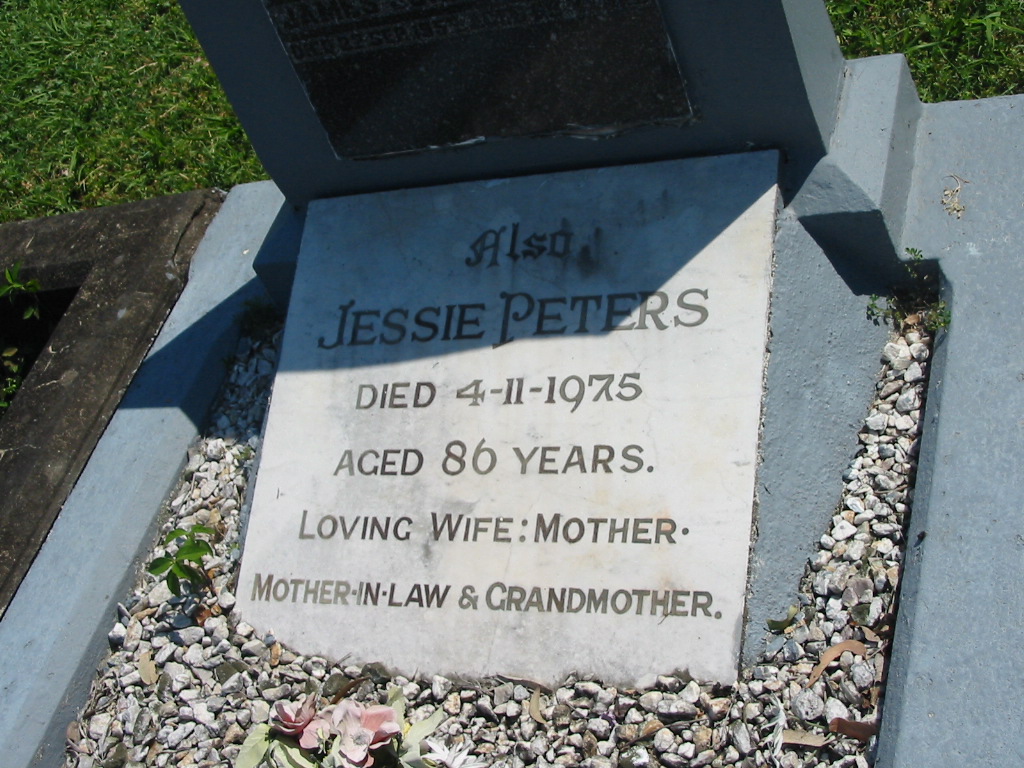 Also
JESSIE PETERS
DIED 4-11-1975
AGED 86 YEARS.
LOVING WIFE: MOTHER·
MOTHER·IN·LAW & GRANDMOTHER.